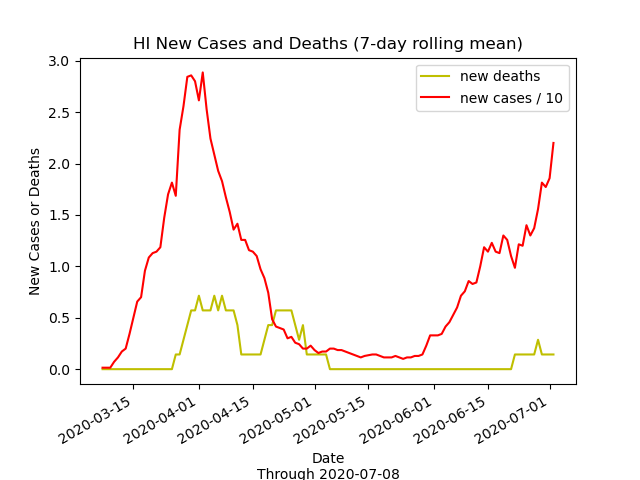 HI New Cases and Deaths (7-day rolling mean)
new deaths
new cases / 10
New Cases or Deaths
3.0
2.5
2.0
1.5
1.0
0.5
0.0
2020-03-15
2020-04-01
2020-04-15
2020-05-01
2020-05-15
2020-06-01
2020-06-15
2020-07-01
Date
Through 2020-07-08